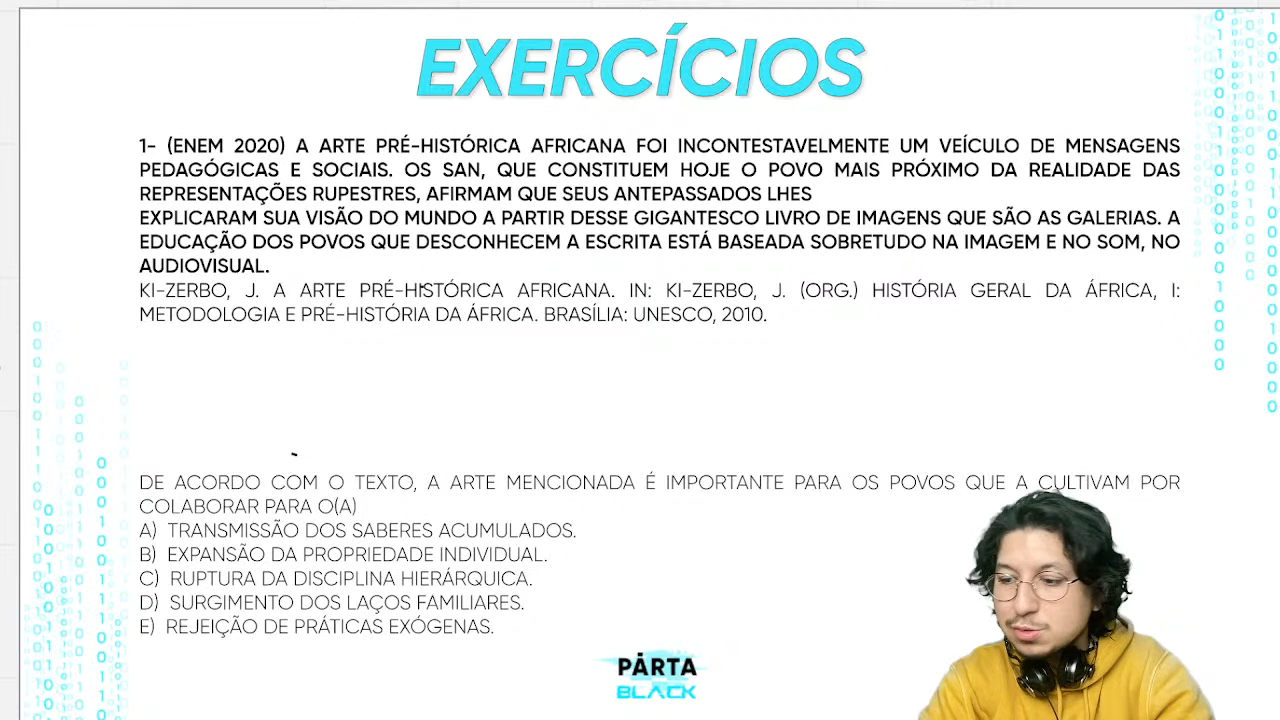 EXERCÍCIOS
1- (ENEM 2020) A ARTE PRÉ-HISTÓRICA AFRICANA FOI INCONTESTAVELMENTE UM VEÍCULO DE MENSAGENS
PEDAGÓGICAS E SOCIAIS. OS SAN, QUE CONSTITUEM HOJE O POVO MAIS PRÓXIMO DA REALIDADE DAS
REPRESENTAÇÕES RUPESTRES, AFIRMAM QUE SEUS ANTEPASSADOS LHES
EXPLICARAM SUA VISÃO DO MUNDO A PARTIR DESSE GIGANTESCO LIVRO DE IMAGENS QUE SÃO AS GALERIAS. A
EDUCAÇÃO DOS POVOS QUE DESCONHECEM A ESCRITA ESTÁ BASEADA SOBRETUDO NA IMAGEM E NO SOM, NO
AUDIOVISUAL.
KI-ZERBO, J. A ARTE PRÉ-HISTÓRICA AFRICANA. IN: KI-ZERBO, J. (ORG.) HISTÓRIA GERAL DA ÁFRICA, I:
METODOLOGIA E PRÉ-HISTÓRIA DA ÁFRICA. BRASÍLIA: UNESCO, 2010.
DE ACORDO COM O TEXTO, A ARTE MENCIONADA É IMPORTANTE PARA OS POVOS QUE A CULTIVAM POR
COLABORAR PARA O(A)
A) TRANSMISSÃO DOS SABERES ACUMULADOS.
B) EXPANSÃO DA PROPRIEDADE INDIVIDUAL.
C) RUPTURA DA DISCIPLINA HIERÁRQUICA.
D) SURGIMENTO DOS LAÇOS FAMILIARES.
E) REJEIÇÃO DE PRÁTICAS EXÓGENAS.
PARTA
BLACK